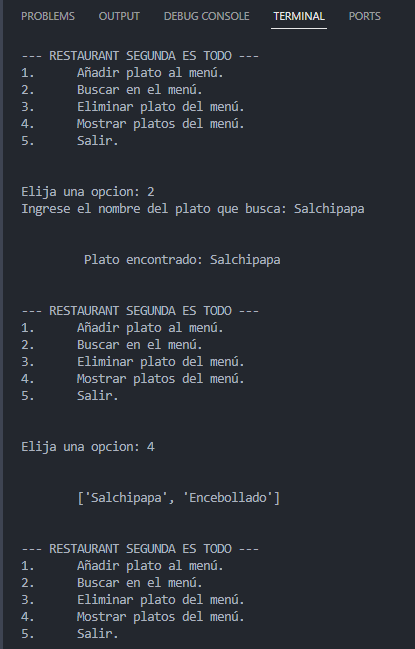 PROBLEMS OUTPUT DEBUG CONSOLE TERMINAL PORTS
--- RESTAURANT SEGUNDA ES TODO ---
1. Añadir plato al menú.
2. Buscar en el menú.
3. Eliminar plato del menú.
4. Mostrar platos del menú.
5. Salir.
Elija una opcion: 2
Ingrese el nombre del plato que busca: Salchipapa
Plato encontrado: Salchipapa
--- RESTAURANT SEGUNDA ES TODO ---
1. Añadir plato al menú.
2. Buscar en el menú.
3. Eliminar plato del menú.
4. Mostrar platos del menú.
5. Salir.
Elija una opcion: 4
['Salchipapa', 'Encebollado']
--- RESTAURANT SEGUNDA ES TODO ---
1. Añadir plato al menú.
2. Buscar en el menú.
3. Eliminar plato del menú.
4. Mostrar platos del menú.
5. Salir.